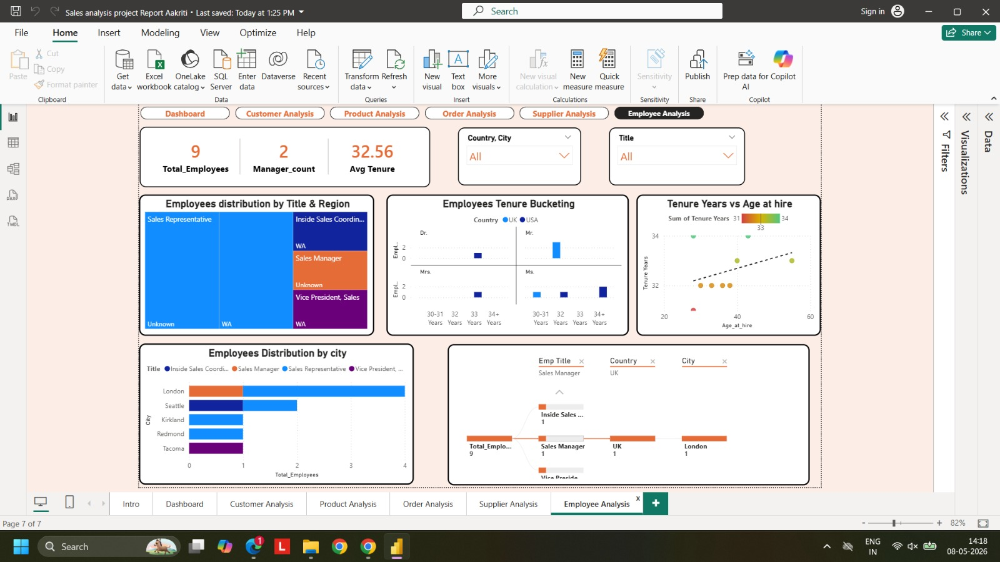 Sales analysis project Report Aakriti • Last saved: Today at 1:25 PM
Search
Sign in
File Home Insert Modeling View Optimize Help
Share
Paste
Cut
Copy
Format painter
Clipboard
Get data
Excel workbook
OneLake catalog
SQL Server
Enter data
Dataverse
Recent sources
Data
Transform data
Refresh
Queries
New visual
Text box
More visuals
Insert
New visual calculation
New measure
Quick measure
Calculations
Sensitivity
Sensitivity
Publish
Share
Prep data for AI
Copilot
Copilot
Dashboard Customer Analysis Product Analysis Order Analysis Supplier Analysis Employee Analysis
9
Total_Employees
2
Manager_count
32.56
Avg Tenure
Country, City
All
Title
All
Filters
Visualizations
Data
DAX
TMDL
Employees distribution by Title & Region
Sales Representative
Unknown
WA
Inside Sales Coordin...
WA
Sales Manager
Unknown
Vice President, Sales
WA
Employees Tenure Bucketing
Country UK USA
Dr. Mr.
Empl..
2
0
Mrs. Ms.
Empl..
2
0
30-31 Years 32 Years 33 Years 34+ Years
30-31 Years 32 Years 33 Years 34+ Years
Tenure Years vs Age at hire
Sum of Tenure Years 31 34
33
34
32
Tenure Years
20 40 60
Age_at_hire
Employees Distribution by city
Title Inside Sales Coordi... Sales Manager Sales Representative Vice President, ...
City
London
Seattle
Kirkland
Redmond
Tacoma
0 1 2 3 4
Total_Employees
Emp Title Country City
Sales Manager UK
Inside Sales ...
1
Total_Emplo...
9
Sales Manager
1
UK
1
London
1
Vice Preside...
Intro Dashboard Customer Analysis Product Analysis Order Analysis Supplier Analysis Employee Analysis x +
Page 7 of 7
- + 82%
Search
1
L
ENG
IN
14:18
08-05-2026